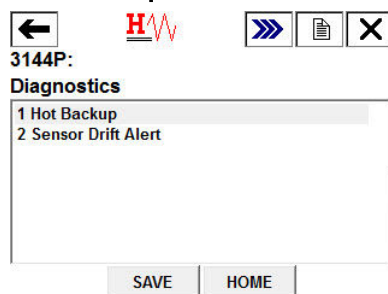 H
3144P:
Diagnostics
1 Hot Backup
2 Sensor Drift Alert
SAVE HOME